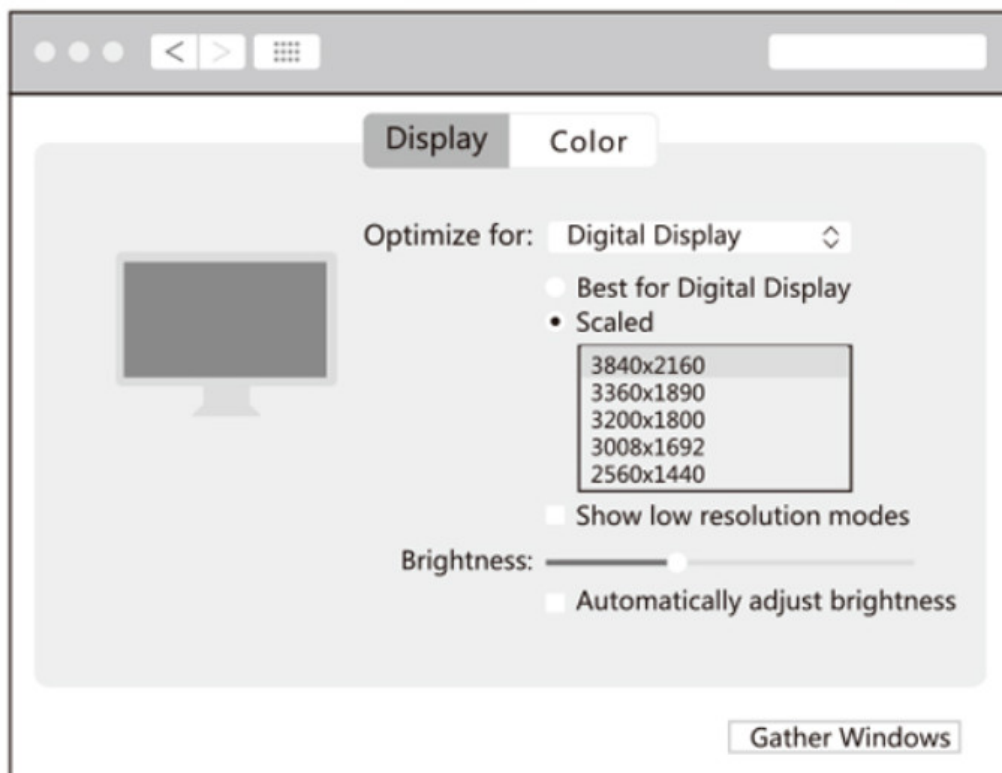 Display Color
Optimize for: Digital Display
Best for Digital Display
Scaled
3840x2160
3360x1890
3200x1800
3008x1692
2560x1440
Show low resolution modes
Brightness:
Automatically adjust brightness
Gather Windows